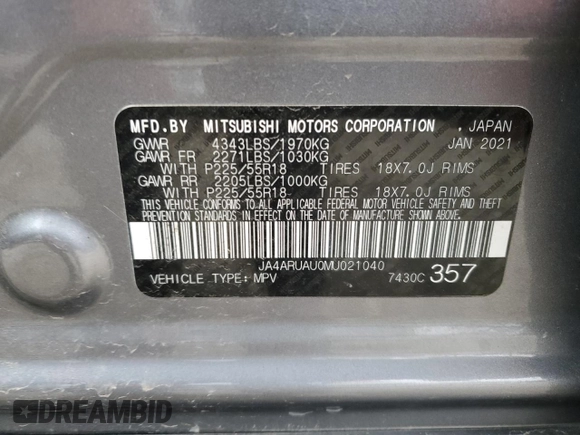 MFD.BY MITSUBISHI MOTORS CORPORATION . JAPAN
GVWR 4343LBS/1970KG JAN 2021
GAWR FR 2271LBS/1030KG
WITH P225/55R18 TIRES 18X7.0J RIMS
GAWR RR 2205LBS/1000KG
WITH P225/55R18 TIRES 18X7.0J RIMS
THIS VEHICLE CONFORMS TO ALL APPLICABLE FEDERAL MOTOR VEHICLE SAFETY AND THEFT
PREVENTION STANDARDS IN EFFECT ON THE DATE OF MANUFACTURE SHOWN ABOVE.
JA4ARUAU0MU021040
VEHICLE TYPE: MPV 7430C 357
DREAMBID